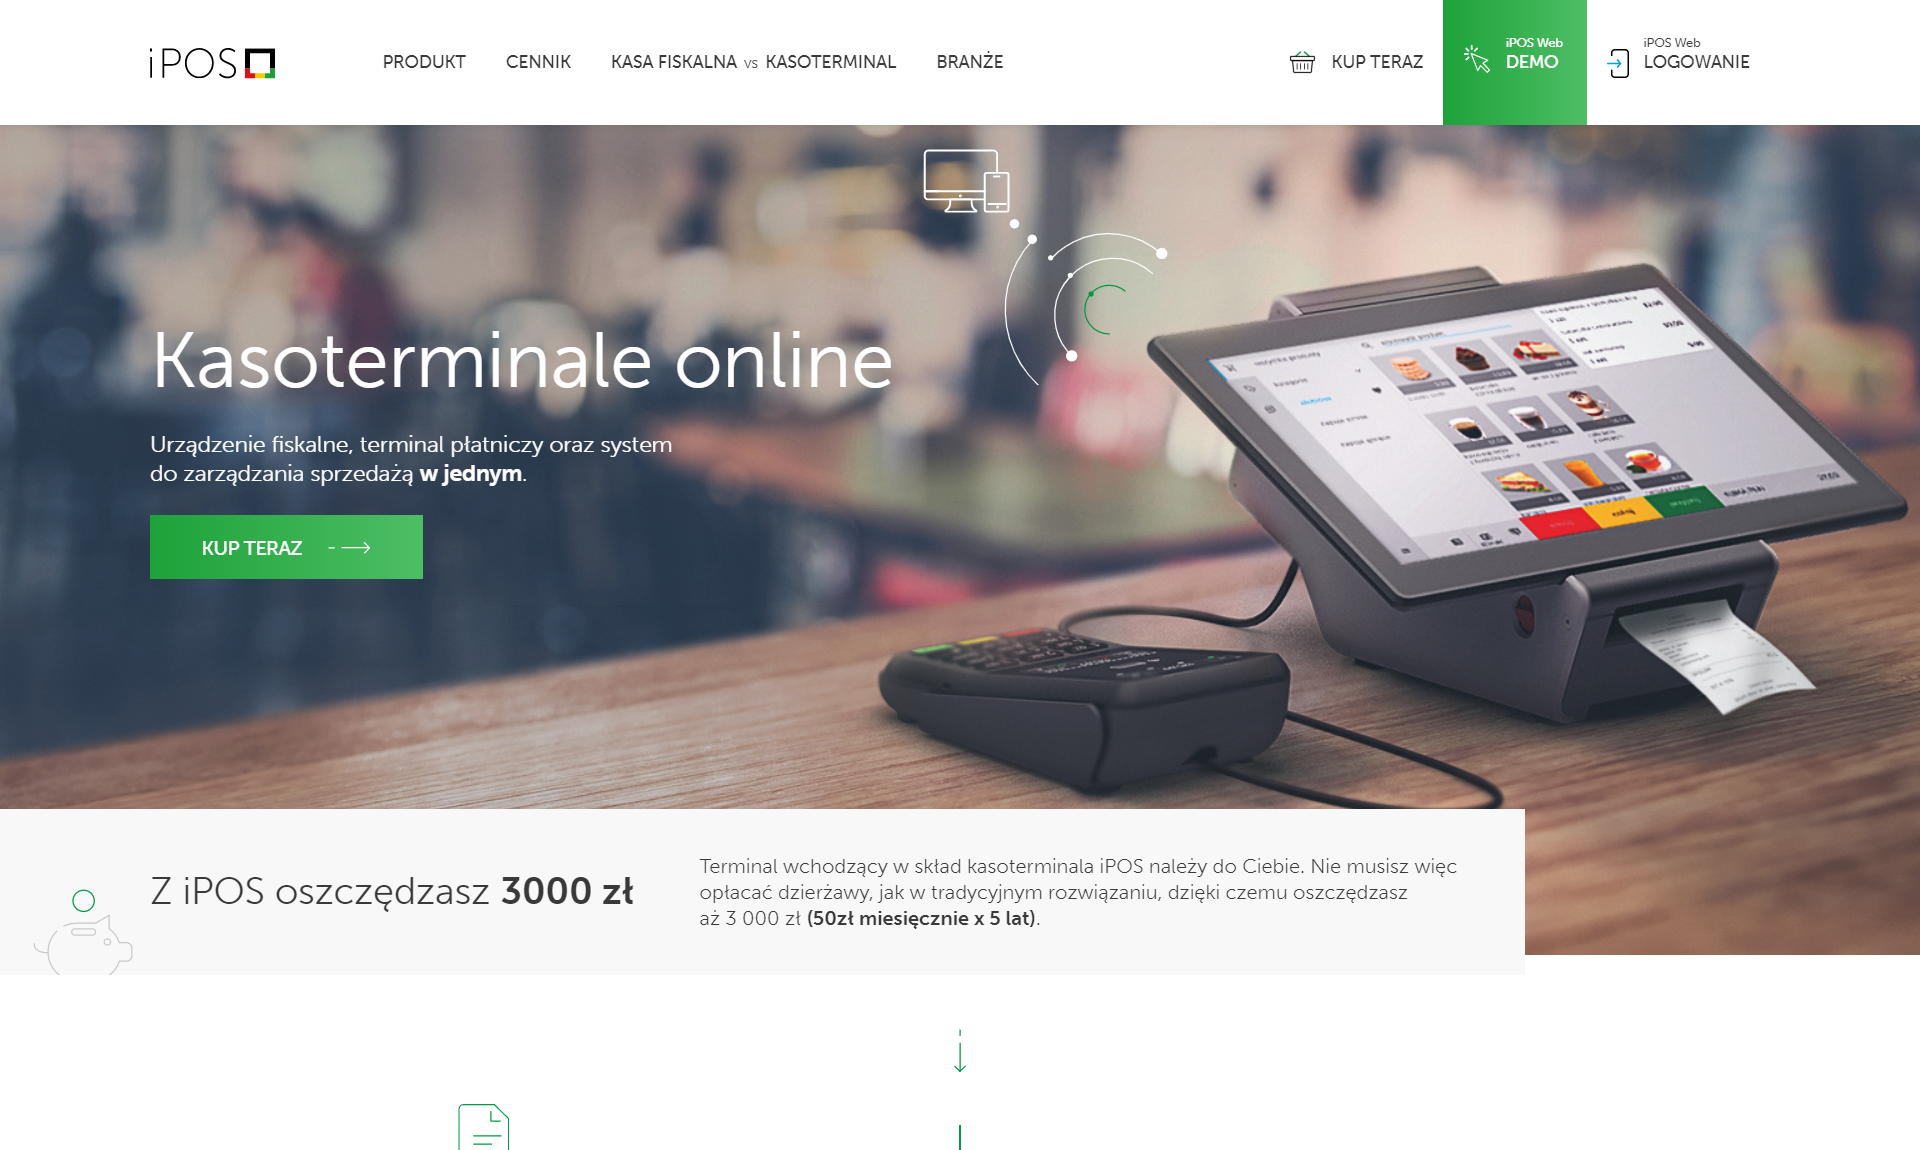 iPOS
PRODUKT
CENNIK
KASA FISKALNA vs KASOTERMINAL
BRANŻE
KUP TERAZ
iPOS Web
DEMO
iPOS Web
LOGOWANIE
Kasoterminale online
Urządzenie fiskalne, terminal płatniczy oraz system
do zarządzania sprzedażą w jednym.
KUP TERAZ
Z iPOS oszczędzasz 3000 zł
Terminal wchodzący w skład kasoterminala iPOS należy do Ciebie. Nie musisz więc
opłacać dzierżawy, jak w tradycyjnym rozwiązaniu, dzięki czemu oszczędzasz
aż 3 000 zł (50zł miesięcznie x 5 lat).